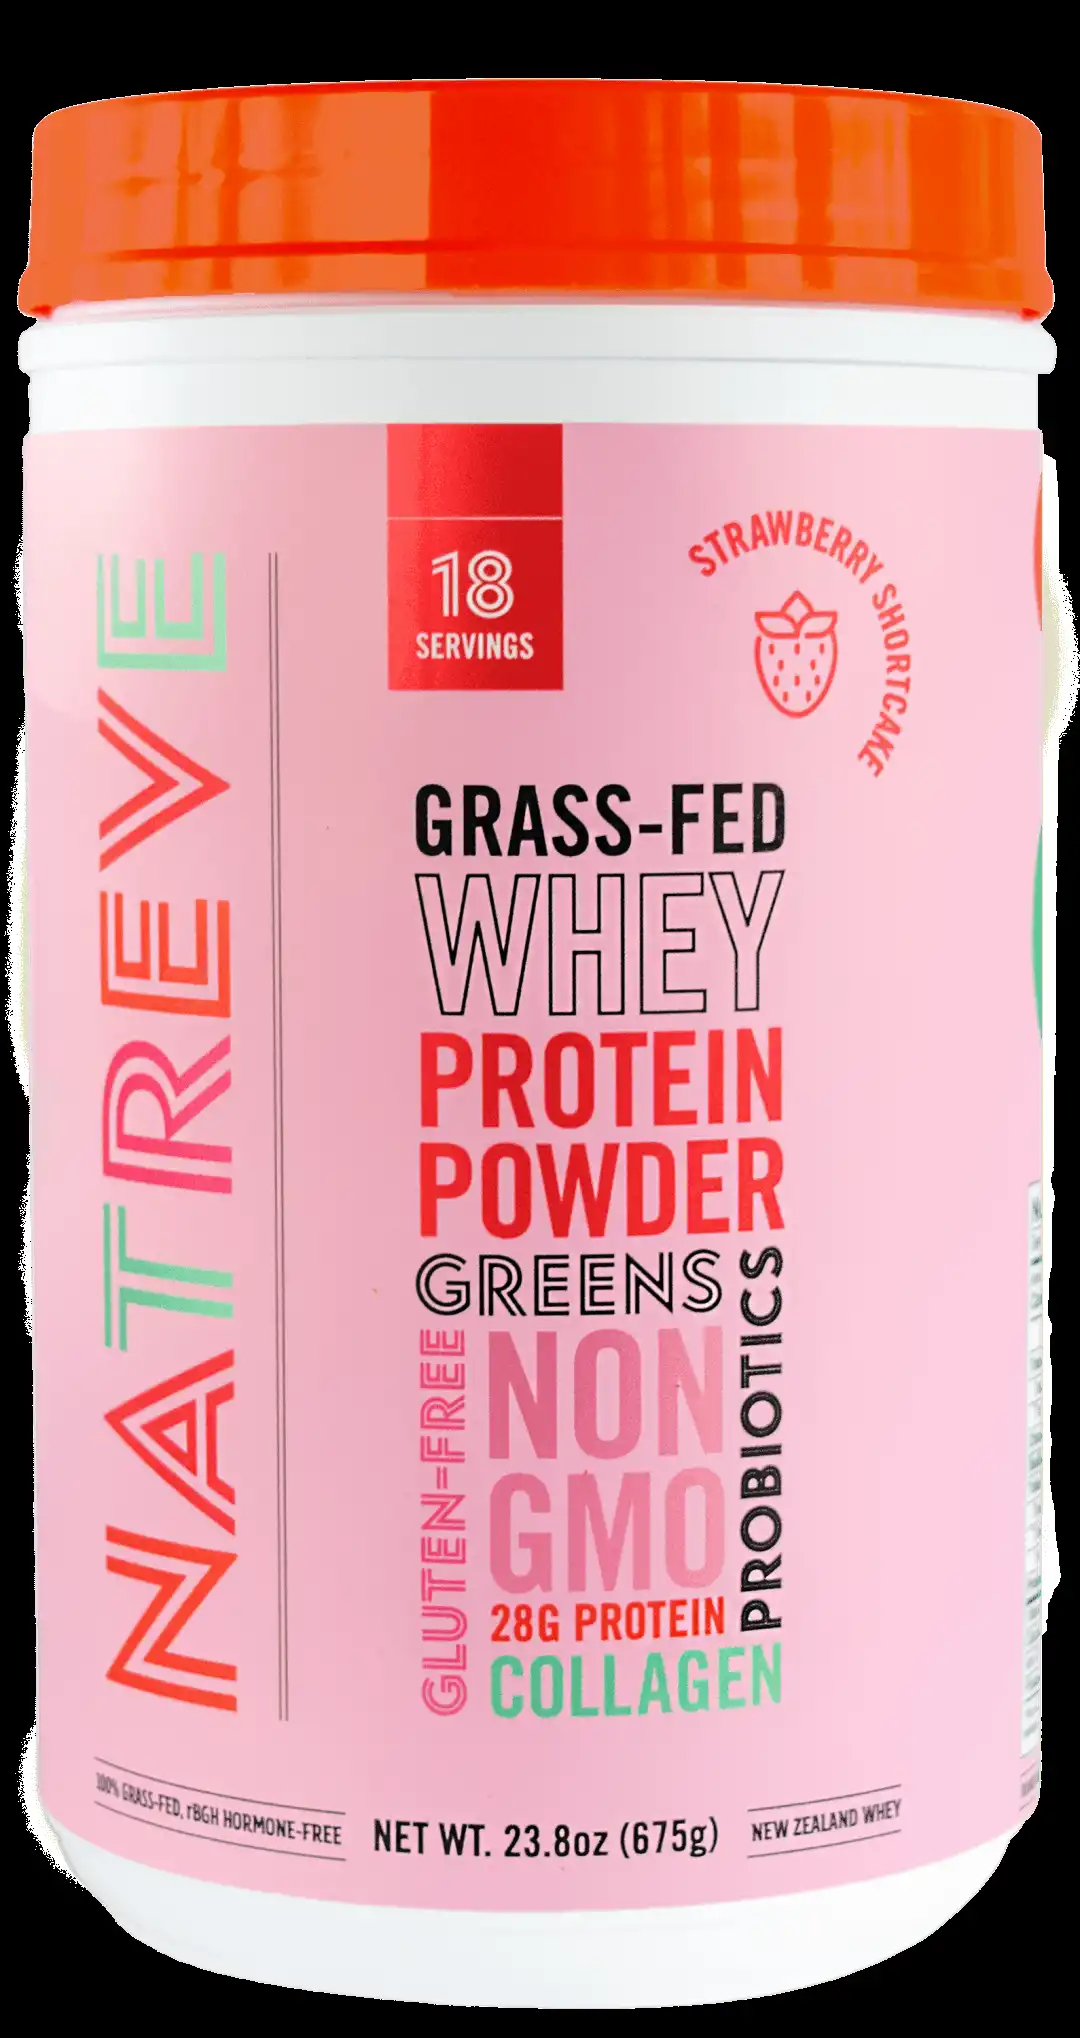 NATREVE
18
SERVINGS
STRAWBERRY SHORTCAKE
GRASS-FED
WHEY
PROTEIN
POWDER
GREENS
PROBIOTICS
GLUTEN-FREE
NON
GMO
28G PROTEIN
COLLAGEN
100% GRASS-FED, rBGH HORMONE-FREE
NET WT. 23.8oz (675g)
NEW ZEALAND WHEY